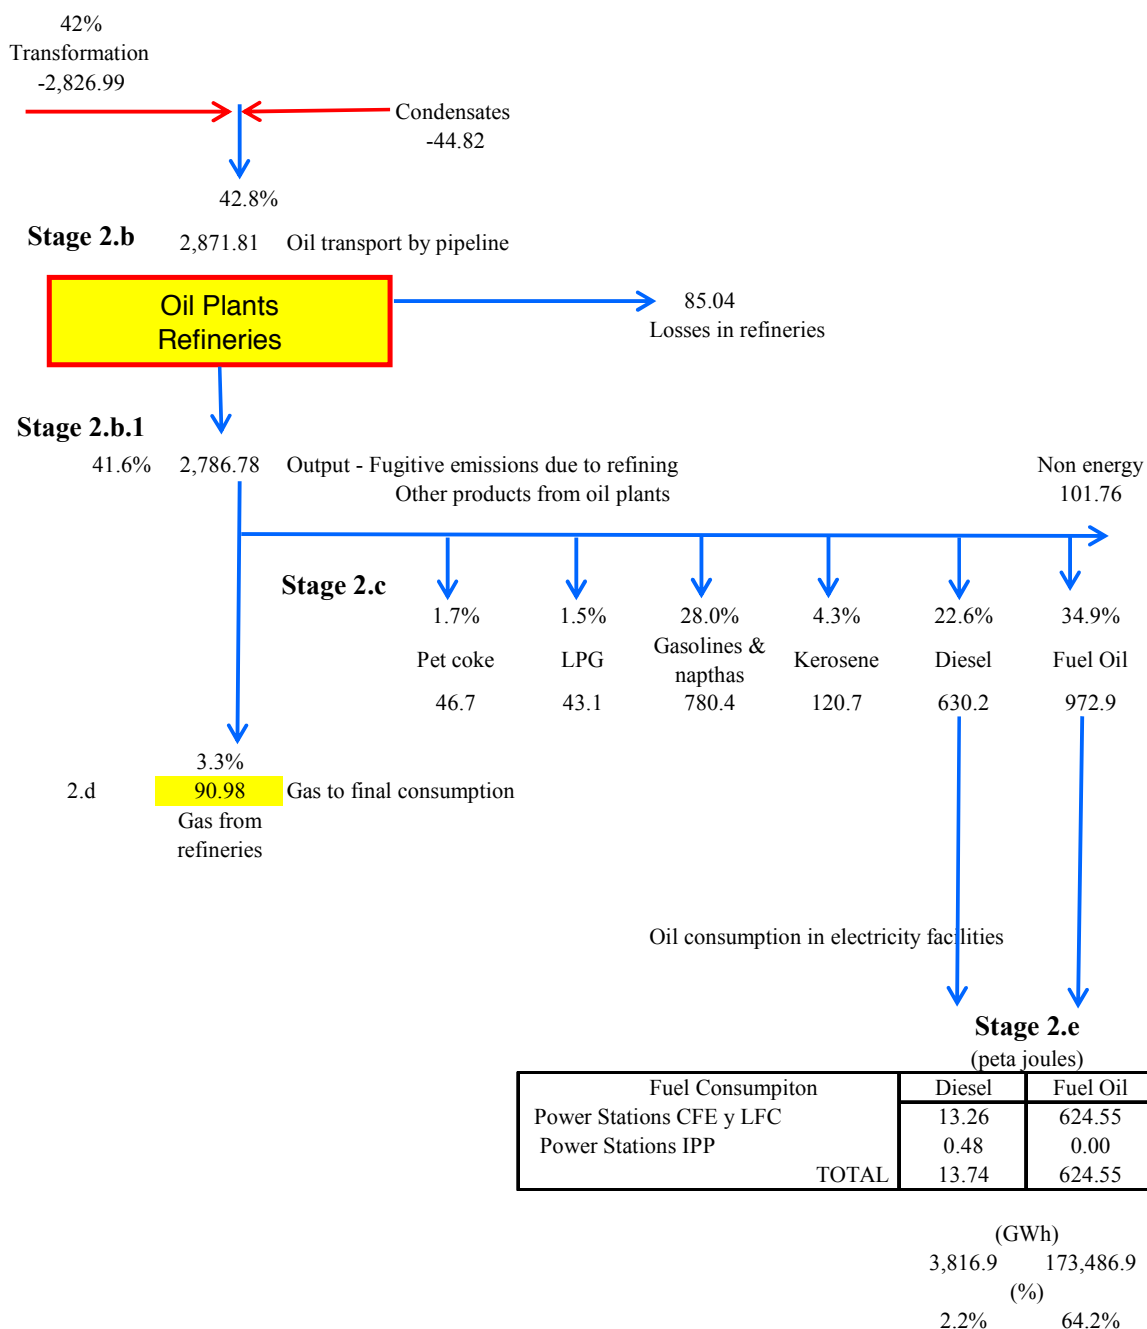 42%
Transformation
-2,826.99
Condensates
-44.82
42.8%
Stage 2.b 2,871.81 Oil transport by pipeline
Oil Plants
Refineries
85.04
Losses in refineries
Stage 2.b.1
41.6% 2,786.78 Output - Fugitive emissions due to refining
Other products from oil plants
Non energy
101.76
Stage 2.c
1.7% 1.5% 28.0% 4.3% 22.6% 34.9%
Pet coke LPG Gasolines & napthas Kerosene Diesel Fuel Oil
46.7 43.1 780.4 120.7 630.2 972.9
3.3%
2.d 90.98 Gas to final consumption
Gas from
refineries
Oil consumption in electricity facilities
Stage 2.e
(peta joules)
Fuel Consumpiton Diesel Fuel Oil
Power Stations CFE y LFC 13.26 624.55
Power Stations IPP 0.48 0.00
TOTAL 13.74 624.55
(GWh)
3,816.9 173,486.9
(%)
2.2% 64.2%